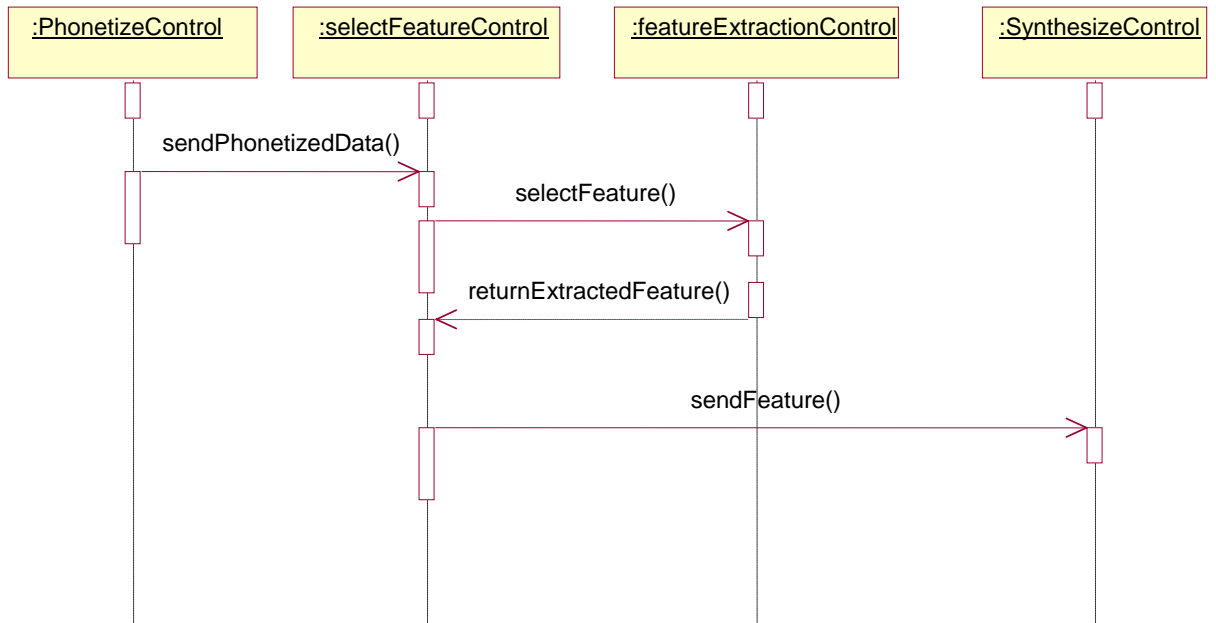 :PhonetizeControl
:selectFeatureControl
:featureExtractionControl
:SynthesizeControl
sendPhonetizedData()
selectFeature()
returnExtractedFeature()
sendFeature()